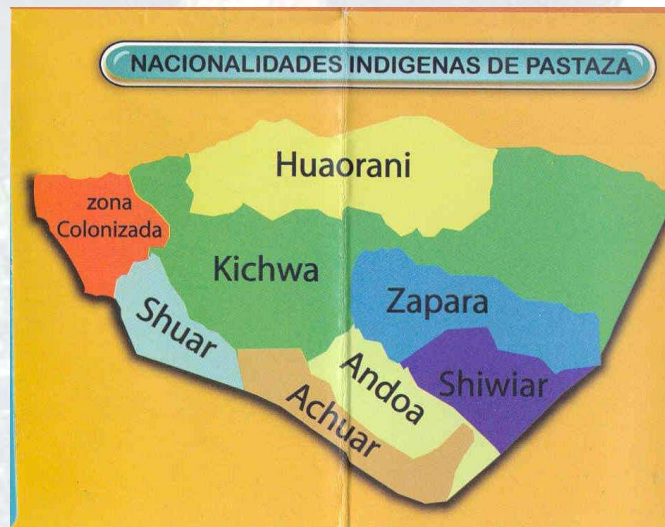 NACIONALIDADES INDIGENAS DE PASTAZA
Huaorani
zona
Colonizada
Kichwa
Zapara
Shuar
Andoa
Shiwiar
Achuar